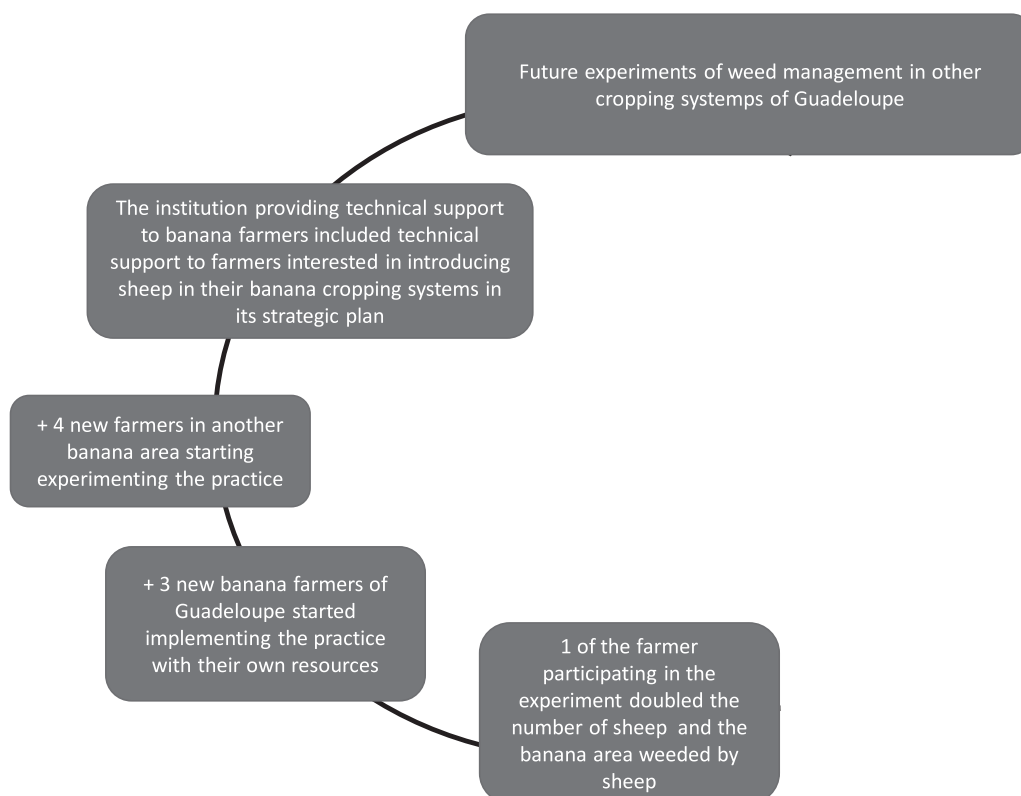 Future experiments of weed management in other
cropping systemps of Guadeloupe
The institution providing technical support
to banana farmers included technical
support to farmers interested in introducing
sheep in their banana cropping systems in
its strategic plan
+ 4 new farmers in another
banana area starting
experimenting the practice
+ 3 new banana farmers of
Guadeloupe started
implementing the practice
with their own resources
1 of the farmer
participating in the
experiment doubled the
number of sheep and the
banana area weeded by
sheep